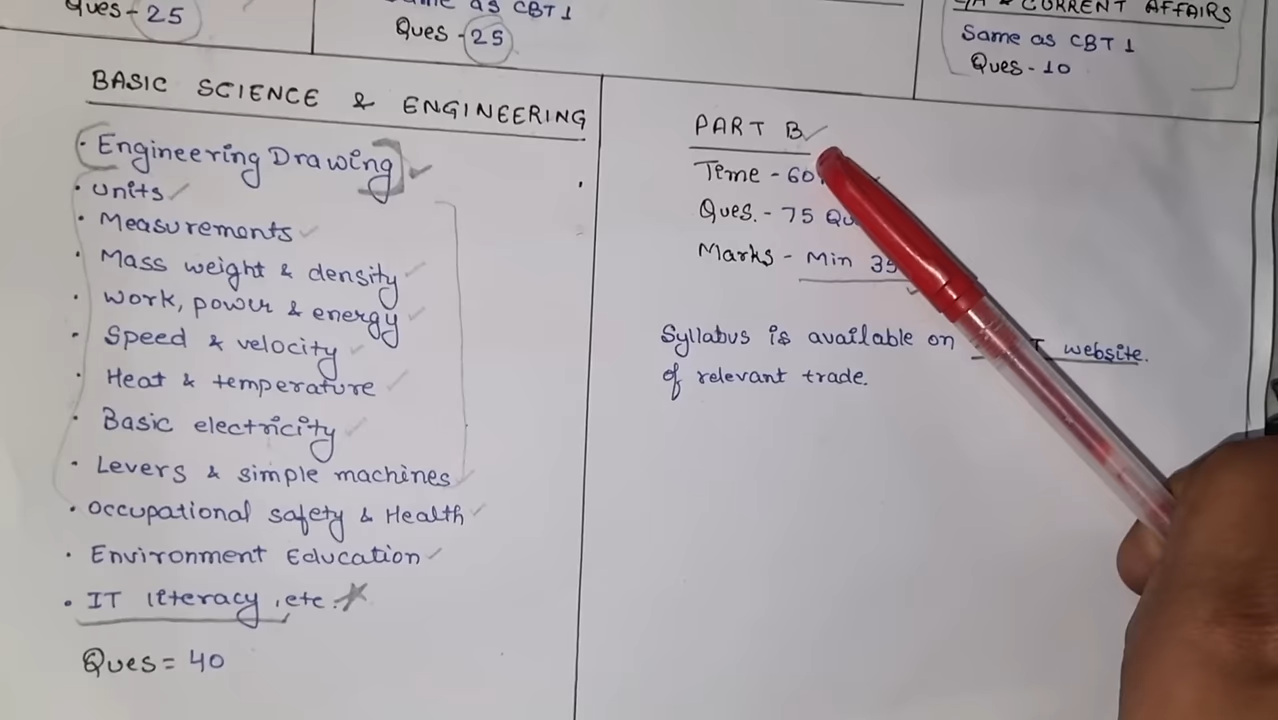 Ques - 25
as CBT 1
Ques - 25
& CURRENT AFFAIRS
Same as CBT 1
Ques - 10
BASIC SCIENCE & ENGINEERING
• Engineering Drawing
• Units
• Measurements
• Mass weight & density
• Work, power & energy
• Speed & velocity
• Heat & temperature
• Basic electricity
• Levers & simple machines
• Occupational safety & Health
• Environment Education
• IT literacy, etc.
Ques = 40
PART B
Time - 60
Ques. - 75
Marks - Min 35
Syllabus is available on website.
of relevant trade.